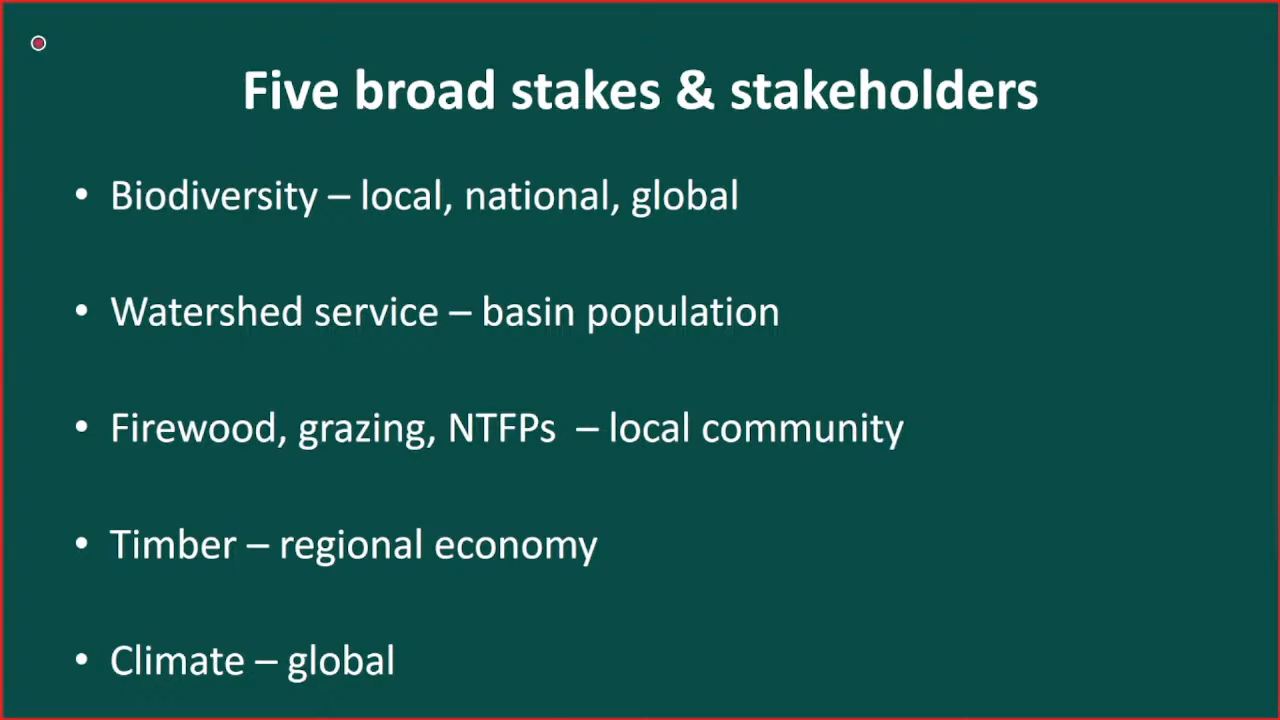 Five broad stakes & stakeholders
• Biodiversity – local, national, global
• Watershed service – basin population
• Firewood, grazing, NTFPs – local community
• Timber – regional economy
• Climate – global